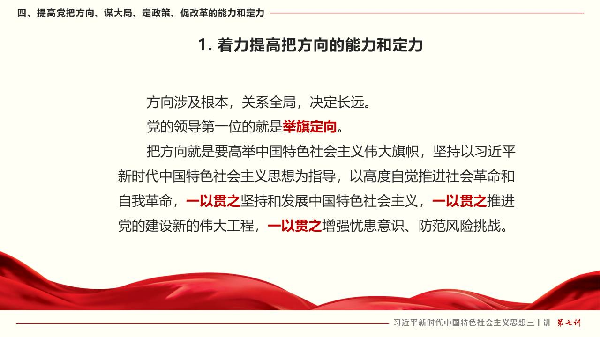 四、提高党把方向、谋大局、定政策、促改革的能力和定力
1. 着力提高把方向的能力和定力
方向涉及根本，关系全局，决定长远。
党的领导第一位的就是举旗定向。
把方向就是要高举中国特色社会主义伟大旗帜，坚持以习近平
新时代中国特色社会主义思想为指导，以高度自觉推进社会革命和
自我革命，一以贯之坚持和发展中国特色社会主义，一以贯之推进
党的建设新的伟大工程，一以贯之增强忧患意识、防范风险挑战。
习近平新时代中国特色社会主义思想三十讲 第七讲